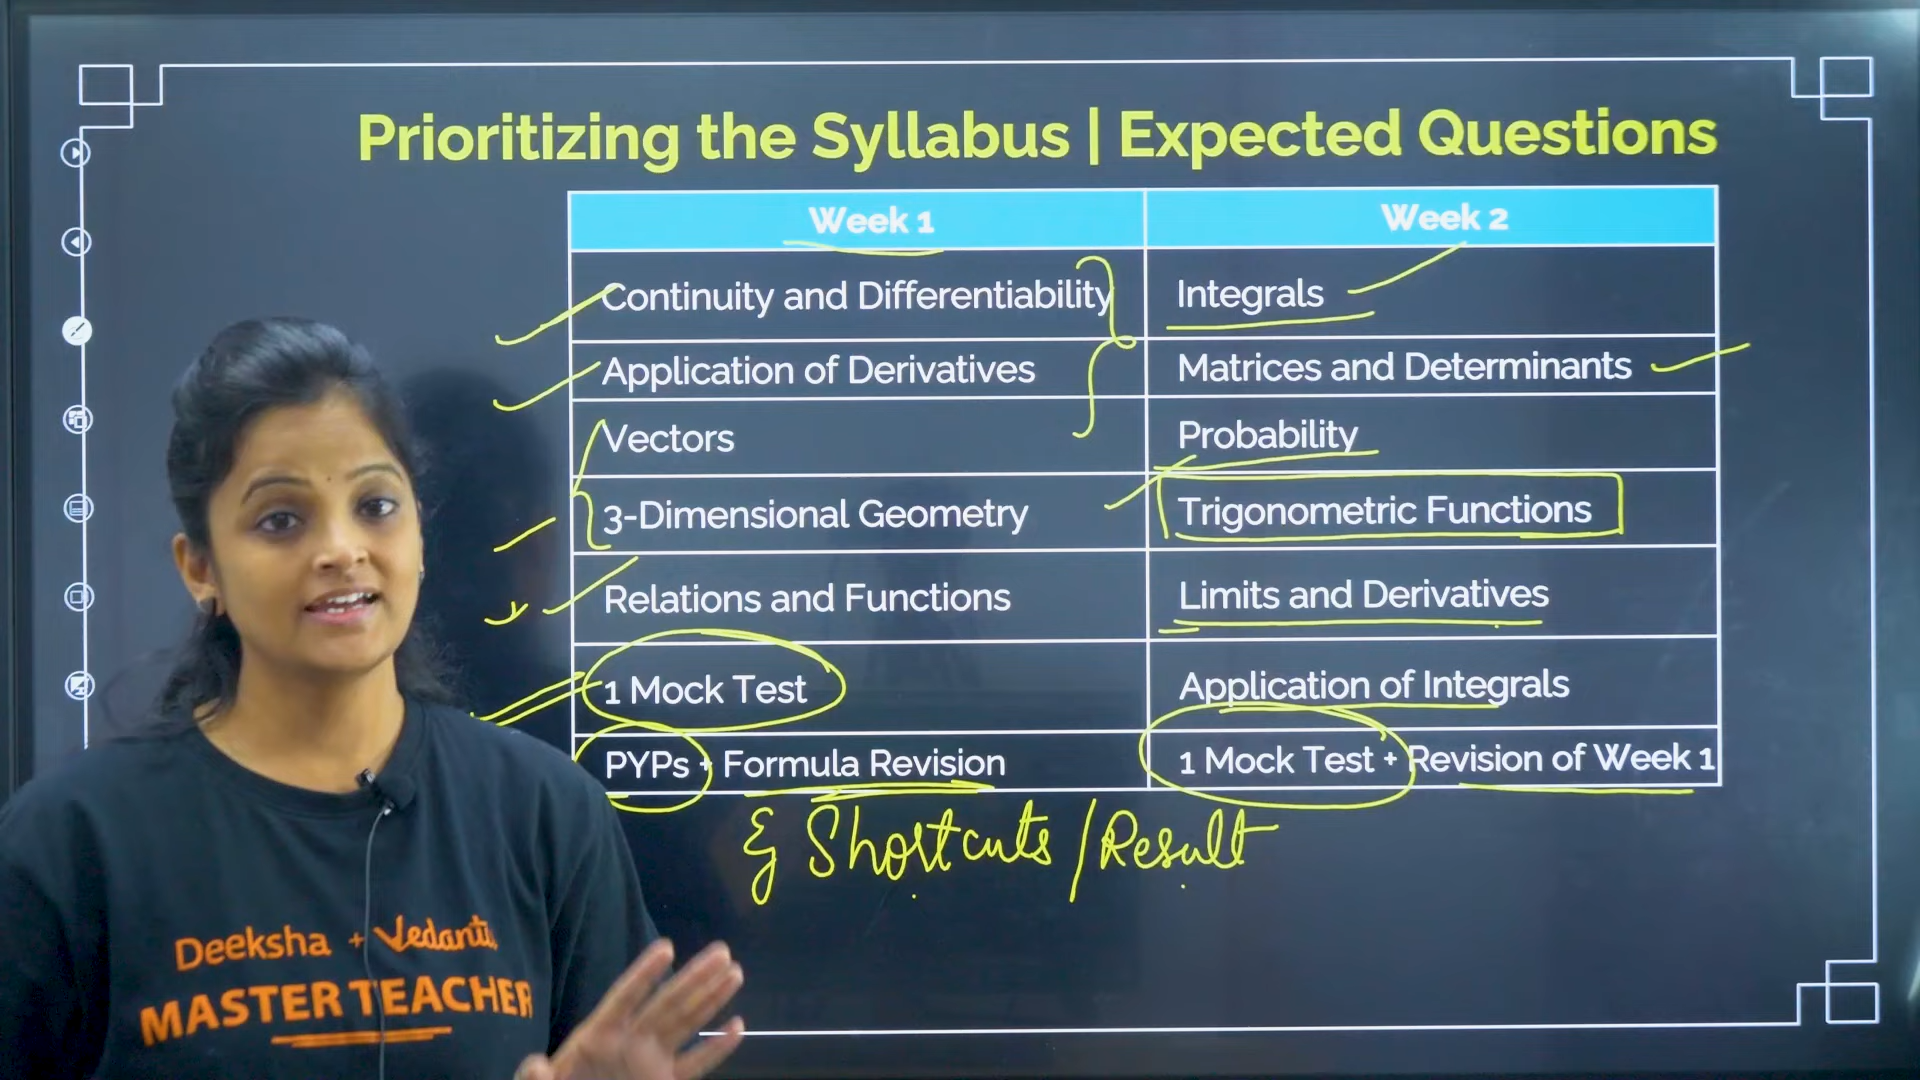 Prioritizing the Syllabus | Expected Questions
Week 1 Week 2
Continuity and Differentiability Integrals
Application of Derivatives Matrices and Determinants
Vectors Probability
3-Dimensional Geometry Trigonometric Functions
Relations and Functions Limits and Derivatives
1 Mock Test Application of Integrals
PYPs + Formula Revision 1 Mock Test + Revision of Week 1
& Shortcuts / Result
Deeksha + Vedantu
MASTER TEACHER